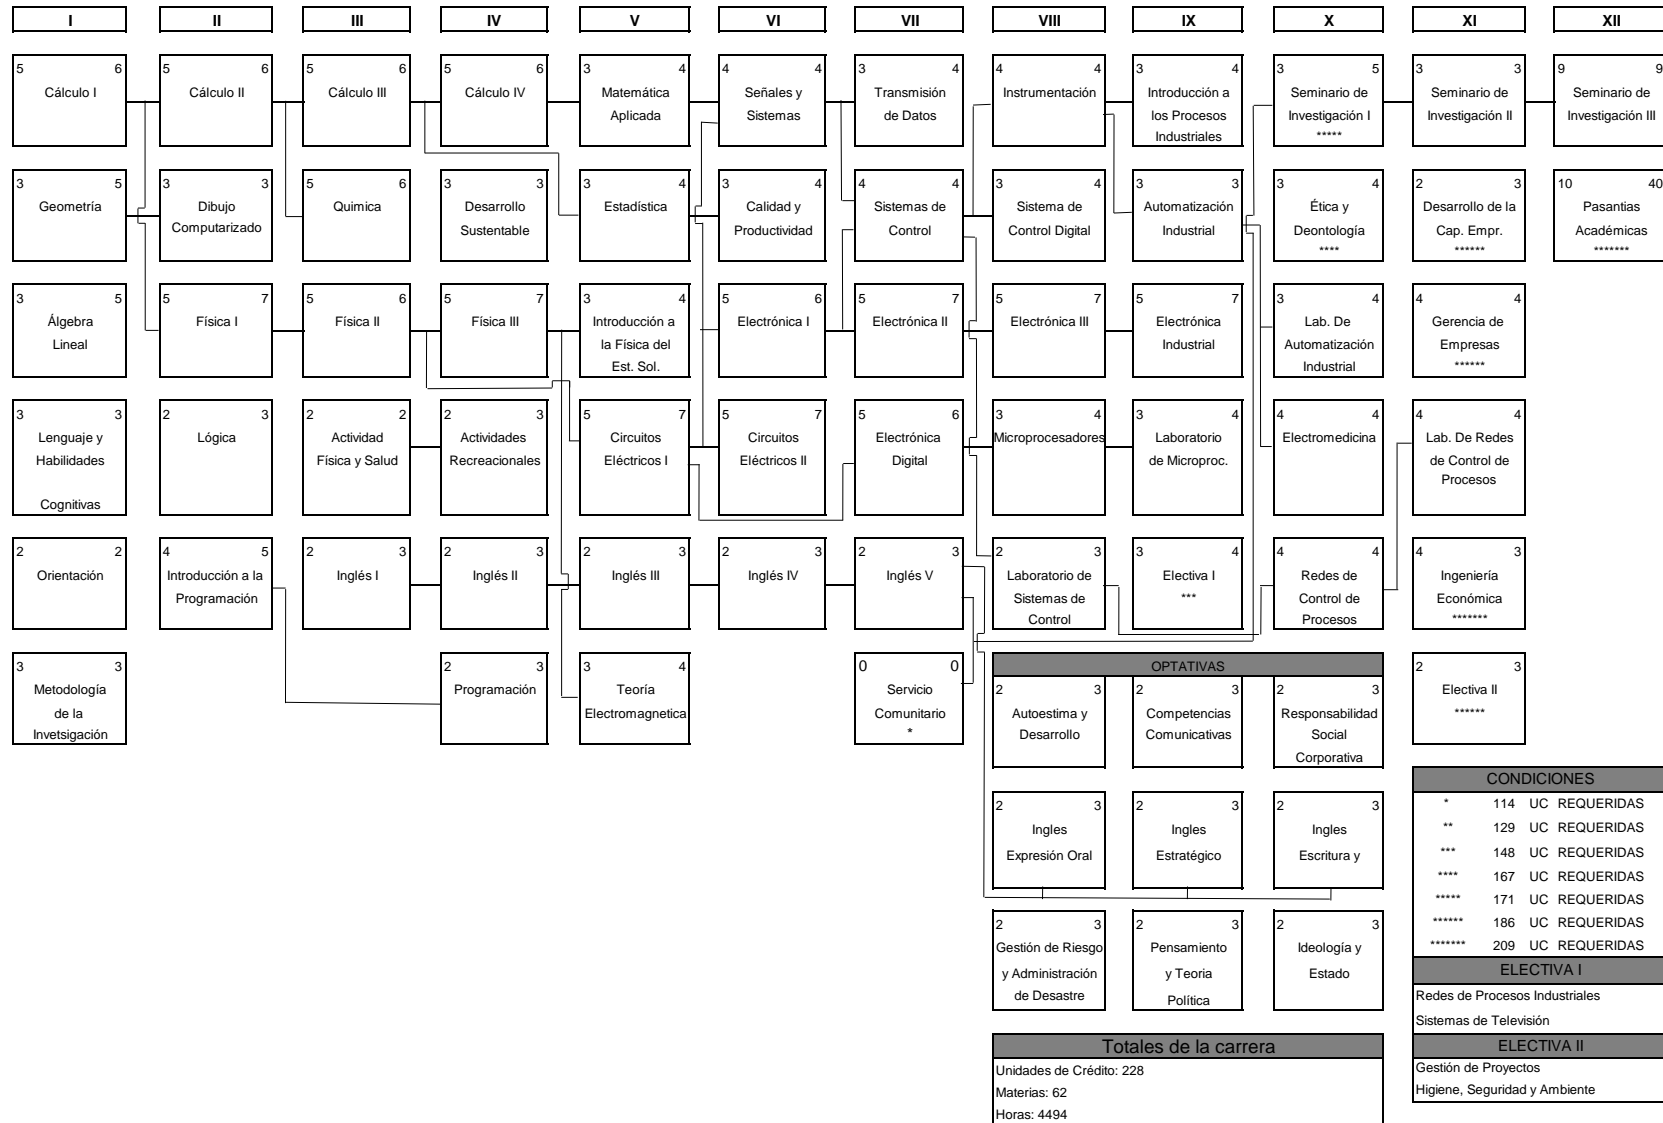 I II III IV V VI VII VIII IX X XI XII
5 6
Cálculo I
5 6
Cálculo II
5 6
Cálculo III
5 6
Cálculo IV
3 4
Matemática
Aplicada
4 4
Señales y
Sistemas
3 4
Transmisión
de Datos
4 4
Instrumentación
3 4
Introducción a
los Procesos
Industriales
3 5
Seminario de
Investigación I
*****
3 3
Seminario de
Investigación II
9 9
Seminario de
Investigación III
3 5
Geometría
3 3
Dibujo
Computarizado
5 6
Quimica
3 3
Desarrollo
Sustentable
3 4
Estadística
3 4
Calidad y
Productividad
4 4
Sistemas de
Control
3 4
Sistema de
Control Digital
3 3
Automatización
Industrial
3 4
Ética y
Deontología
****
2 3
Desarrollo de la
Cap. Empr.
******
10 40
Pasantias
Académicas
*******
3 5
Álgebra
Lineal
5 7
Física I
5 6
Física II
5 7
Física III
3 4
Introducción a
la Física del
Est. Sol.
5 6
Electrónica I
5 7
Electrónica II
5 7
Electrónica III
5 7
Electrónica
Industrial
3 4
Lab. De
Automatización
Industrial
4 4
Gerencia de
Empresas
******
3 3
Lenguaje y
Habilidades
Cognitivas
2 3
Lógica
2 2
Actividad
Física y Salud
2 3
Actividades
Recreacionales
5 7
Circuitos
Eléctricos I
5 7
Circuitos
Eléctricos II
5 6
Electrónica
Digital
3 4
Microprocesadores
3 4
Laboratorio
de Microproc.
4 4
Electromedicina
4 4
Lab. De Redes
de Control de
Procesos
2 2
Orientación
4 5
Introducción a la
Programación
2 3
Inglés I
2 3
Inglés II
2 3
Inglés III
2 3
Inglés IV
2 3
Inglés V
2 3
Laboratorio de
Sistemas de
Control
3 4
Electiva I
***
4 4
Redes de
Control de
Procesos
4 3
Ingeniería
Económica
*******
3 3
Metodología
de la
Invetsigación
2 3
Programación
3 4
Teoría
Electromagnetica
0 0
Servicio
Comunitario
*
OPTATIVAS
2 3
Autoestima y
Desarrollo
2 3
Competencias
Comunicativas
2 3
Responsabilidad
Social
Corporativa
2 3
Electiva II
******
2 3
Ingles
Expresión Oral
2 3
Ingles
Estratégico
2 3
Ingles
Escritura y
2 3
Gestión de Riesgo
y Administración
de Desastre
2 3
Pensamiento
y Teoria
Política
2 3
Ideología y
Estado
CONDICIONES
* 114 UC REQUERIDAS
** 129 UC REQUERIDAS
*** 148 UC REQUERIDAS
**** 167 UC REQUERIDAS
***** 171 UC REQUERIDAS
****** 186 UC REQUERIDAS
******* 209 UC REQUERIDAS
ELECTIVA I
Redes de Procesos Industriales
Sistemas de Televisión
ELECTIVA II
Gestión de Proyectos
Higiene, Seguridad y Ambiente
Totales de la carrera
Unidades de Crédito: 228
Materias: 62
Horas: 4494